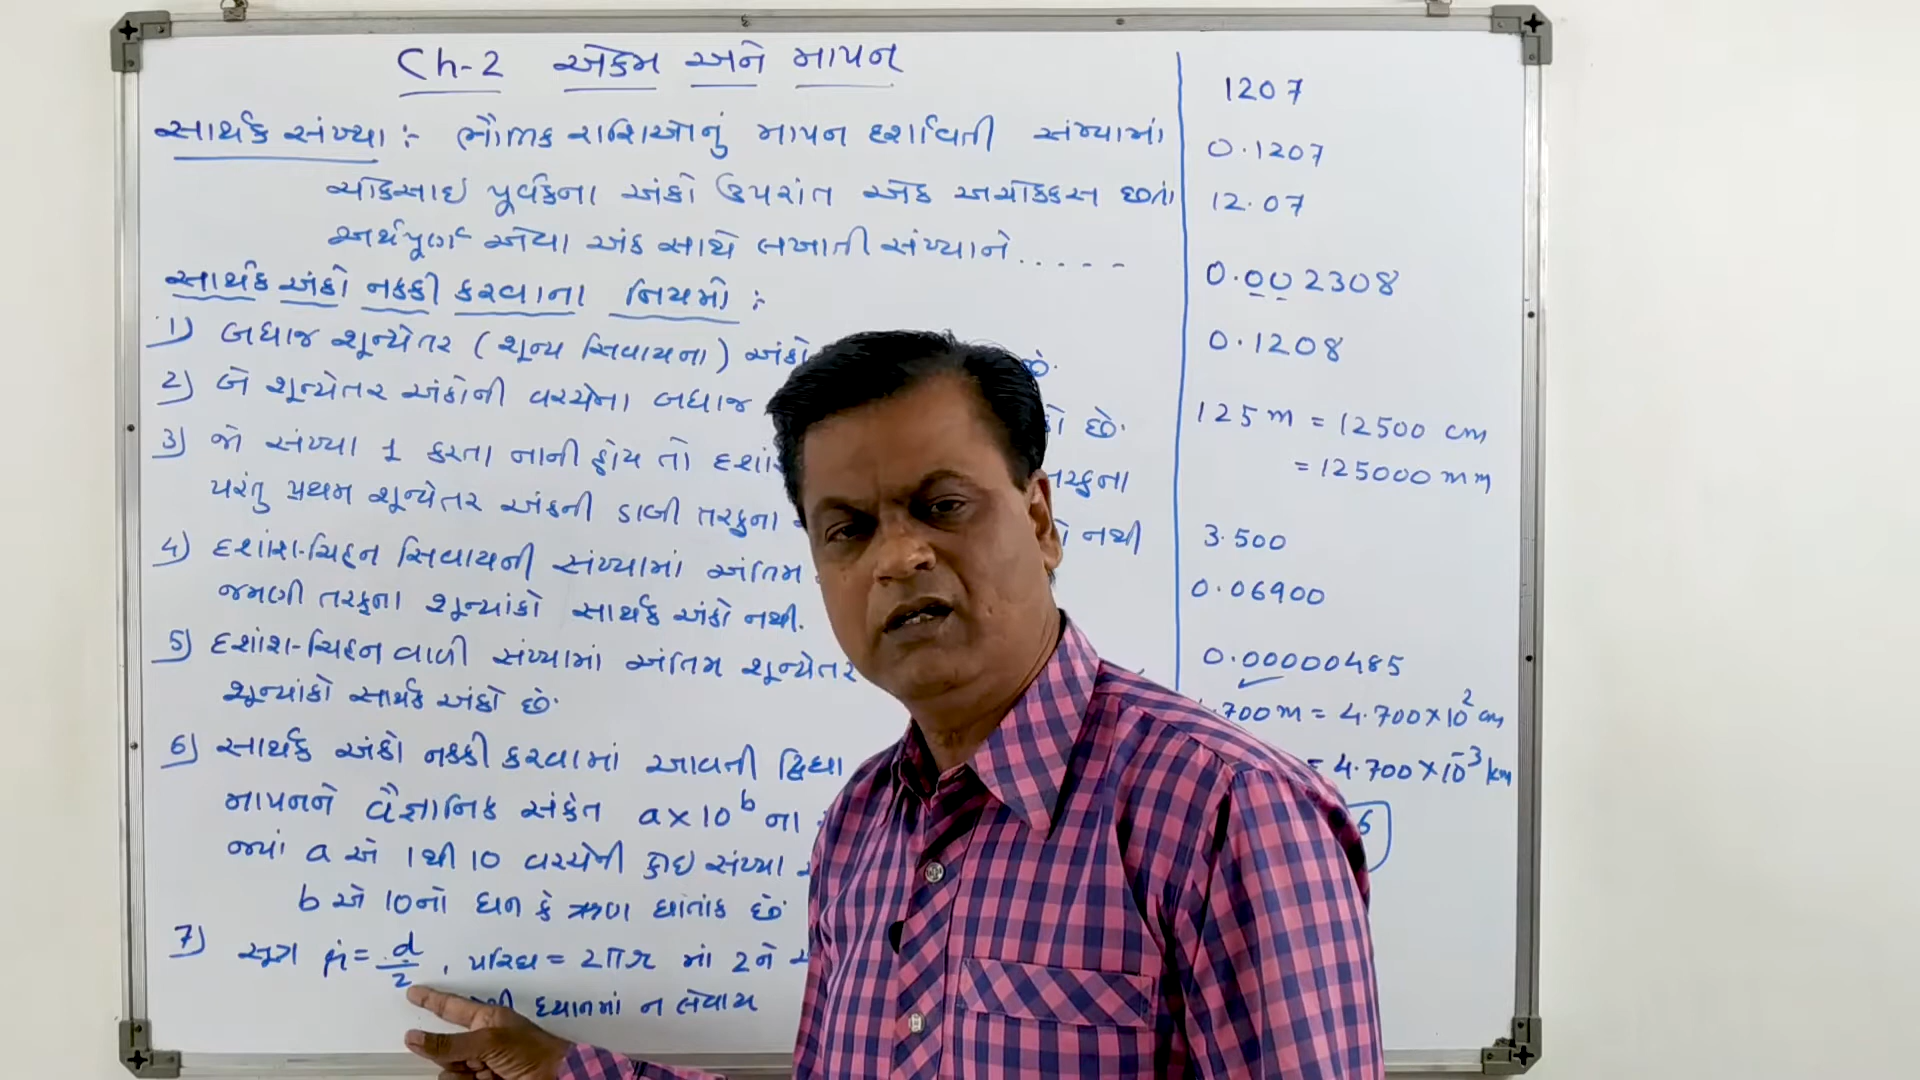 Ch-2 એકમ અને માપન
સાર્થક સંખ્યા :- ભૌતિક રાશિઓનું માપન દર્શાવતી સંખ્યામાં
ચોકસાઇ પૂર્વકના અંકો ઉપરાંત એક અચોક્કસ છતાં
અર્થપૂર્ણ એવા અંક સાથે લખાતી સંખ્યાને.....
સાર્થક અંકો નક્કી કરવાના નિયમો :-
1) બધાજ શૂન્યેતર (શૂન્ય સિવાયના) અંકો છે.
2) બે શૂન્યેતર અંકોની વચ્ચેના બધાજ છે.
3) જો સંખ્યા 1 કરતા નાની હોય તો
પરંતુ પ્રથમ શૂન્યેતર અંકની ડાબી તરફના નથી
4) દશાંશ-ચિહ્ન સિવાયની સંખ્યામાં અંતિમ
જમણી તરફના શૂન્યાંકો સાર્થક અંકો નથી.
5) દશાંશ-ચિહ્ન વાળી સંખ્યામાં અંતિમ શૂન્યેતર
શૂન્યાંકો સાર્થક અંકો છે.
6) સાર્થક અંકો નક્કી કરવામાં આવતી દ્વિધા
માપનને વૈજ્ઞાનિક સંકેત a×10^b ના
જ્યાં a એ 1થી 10 વચ્ચેની કોઇ સંખ્યા
b એ 10નો ધન કે ઋણ ઘાતાંક છે
7) સૂત્ર r = d/2 , પરિઘ = 2πr માં 2ને
ધ્યાનમાં ન લેવાય
1207
0.1207
12.07
0.002308
0.1208
125 m = 12500 cm
= 125000 mm
3.500
0.06900
0.00000485
.700 m = 4.700×10² cm
= 4.700×10⁻³ km